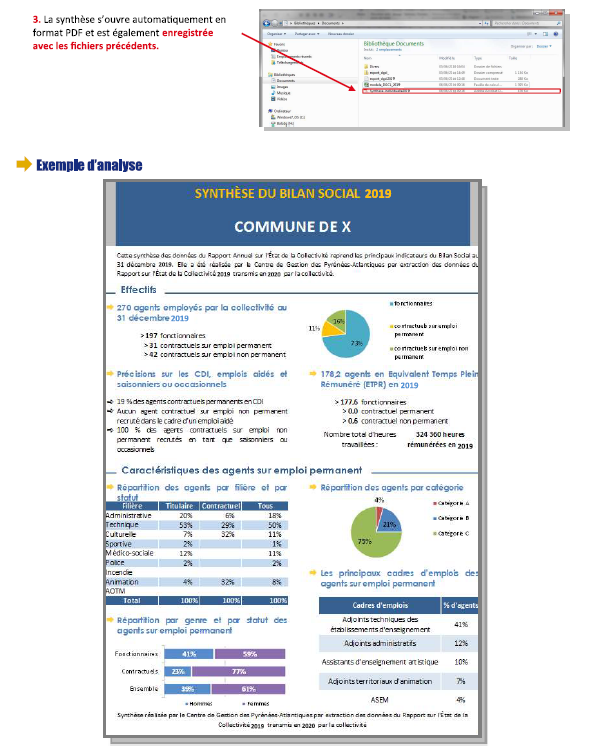 3. La synthèse s'ouvre automatiquement en
format PDF et est également enregistrée
avec les fichiers précédents.
Bibliothèque Documents
Exemple d'analyse
SYNTHÈSE DU BILAN SOCIAL 2019
COMMUNE DE X
Cette synthèse des données du Rapport Annuel sur l'État de la Collectivité reprend les principaux indicateurs du Bilan Social au
31 décembre 2019. Elle a été réalisée par le Centre de Gestion des Pyrénées-Atlantiques par extraction des données du
Rapport sur l'État de la Collectivité 2019 transmis en 2020 par la collectivité.
Effectifs
270 agents employés par la collectivité au
31 décembre 2019
> 197 fonctionnaires
> 31 contractuels sur emploi permanent
> 42 contractuels sur emploi non permanent
fonctionnaires
contractuels sur emploi
permanent
contractuels sur emploi non
permanent
16%
11%
73%
Précisions sur les CDI, emplois aidés et
saisonniers ou occasionnels
19 % des agents contractuels permanents en CDI
Aucun agent contractuel sur emploi non permanent
recruté dans le cadre d'un emploi aidé
100 % des agents contractuels sur emploi non
permanent recrutés en tant que saisonniers ou
occasionnels
178,2 agents en Equivalent Temps Plein
Rémunéré (ETPR) en 2019
> 177,6 fonctionnaires
> 0,0 contractuel permanent
> 0,6 contractuel non permanent
Nombre total d'heures 324 360 heures
travaillées : rémunérées en 2019
Caractéristiques des agents sur emploi permanent
Répartition des agents par filière et par
statut
Filière Titulaire Contractuel Tous
Administrative 20% 6% 18%
Technique 53% 29% 50%
Culturelle 7% 32% 11%
Sportive 2% 1%
Médico-sociale 12% 11%
Police 2% 2%
Incendie
Animation 4% 32% 8%
AOTM
Total 100% 100% 100%
Répartition des agents par catégorie
4%
21%
75%
Catégorie A
Catégorie B
Catégorie C
Les principaux cadres d'emplois des
agents sur emploi permanent
Cadres d'emplois % d'agents
Adjoints techniques des
établissements d'enseignement 41%
Adjoints administratifs 12%
Assistants d'enseignement artistique 10%
Adjoints territoriaux d'animation 7%
ASEM 4%
Répartition par genre et par statut des
agents sur emploi permanent
Fonctionnaires 41% 59%
Contractuels 23% 77%
Ensemble 39% 61%
Hommes Femmes
Synthèse réalisée par le Centre de Gestion des Pyrénées-Atlantiques par extraction des données du Rapport sur l'État de la
Collectivité 2019 transmis en 2020 par la collectivité